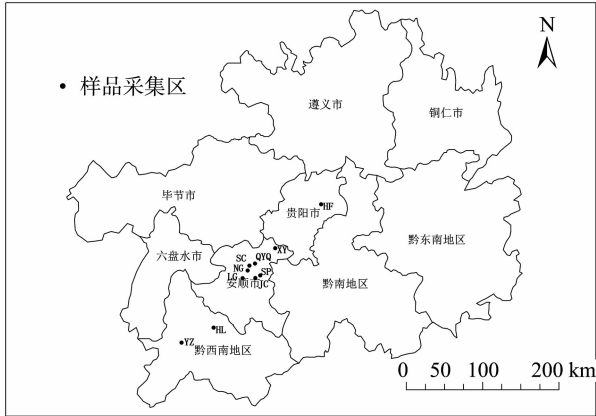 N
• 样品采集区
遵义市
铜仁市
毕节市
贵阳市
HF
黔东南地区
六盘水市
XY
SC
QYQ
NG
SP
LG
安顺市
JC
黔南地区
HL
YZ
黔西南地区
0 50 100 200 km